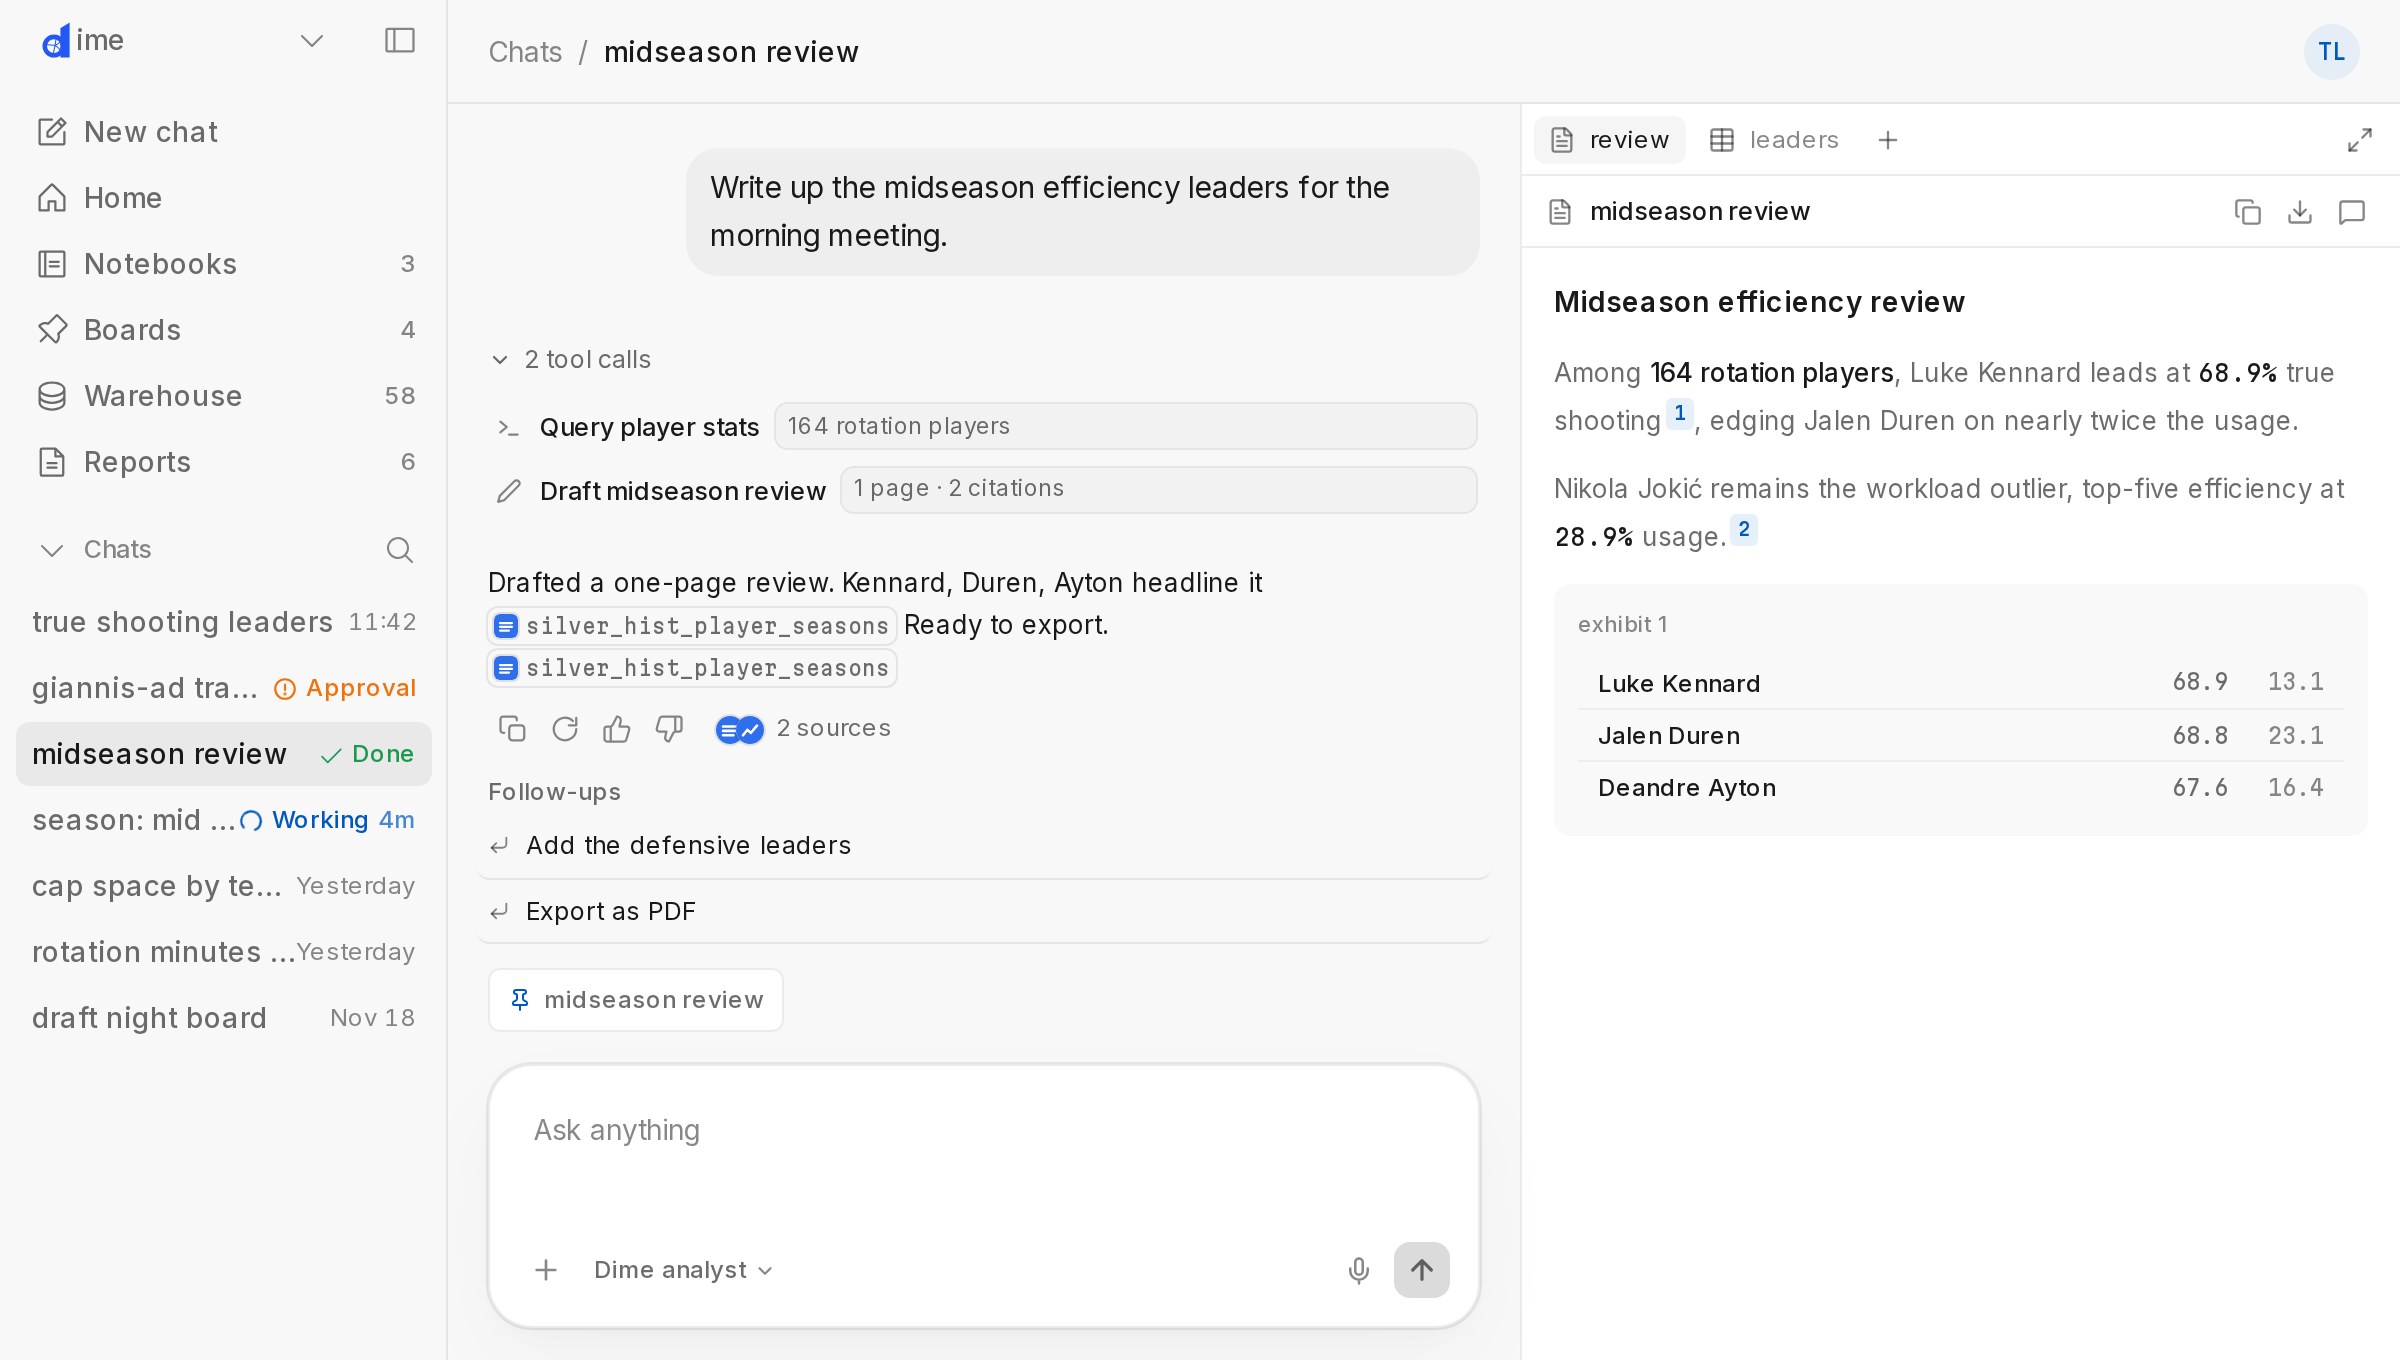 dime
New chat
Home
Notebooks 3
Boards 4
Warehouse 58
Reports 6
Chats
true shooting leaders 11:42
giannis-ad tra... Approval
midseason review Done
season: mid ... Working 4m
cap space by te... Yesterday
rotation minutes ... Yesterday
draft night board Nov 18
Chats / midseason review
TL
Write up the midseason efficiency leaders for the
morning meeting.
2 tool calls
Query player stats 164 rotation players
Draft midseason review 1 page · 2 citations
Drafted a one-page review. Kennard, Duren, Ayton headline it
silver_hist_player_seasons Ready to export.
silver_hist_player_seasons
2 sources
Follow-ups
Add the defensive leaders
Export as PDF
midseason review
Ask anything
Dime analyst
review leaders
midseason review
Midseason efficiency review
Among 164 rotation players, Luke Kennard leads at 68.9% true
shooting 1, edging Jalen Duren on nearly twice the usage.
Nikola Jokić remains the workload outlier, top-five efficiency at
28.9% usage. 2
exhibit 1
Luke Kennard 68.9 13.1
Jalen Duren 68.8 23.1
Deandre Ayton 67.6 16.4